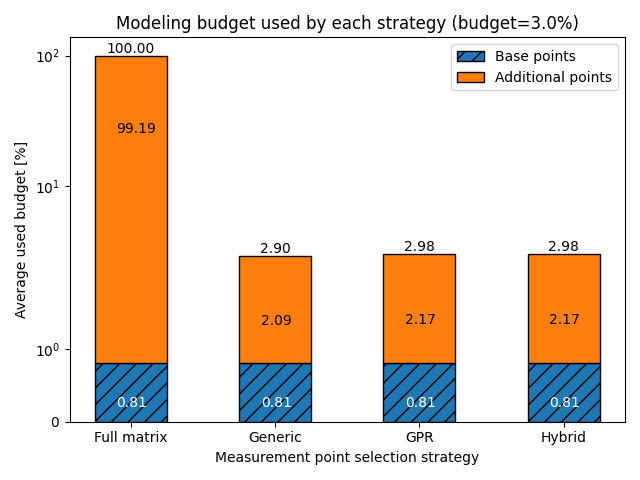 Modeling budget used by each strategy (budget=3.0%)
Base points
Additional points
Average used budget [%]
10²
10¹
10⁰
0
100.00
99.19
0.81
2.90
2.09
0.81
2.98
2.17
0.81
2.98
2.17
0.81
Full matrix
Generic
GPR
Hybrid
Measurement point selection strategy